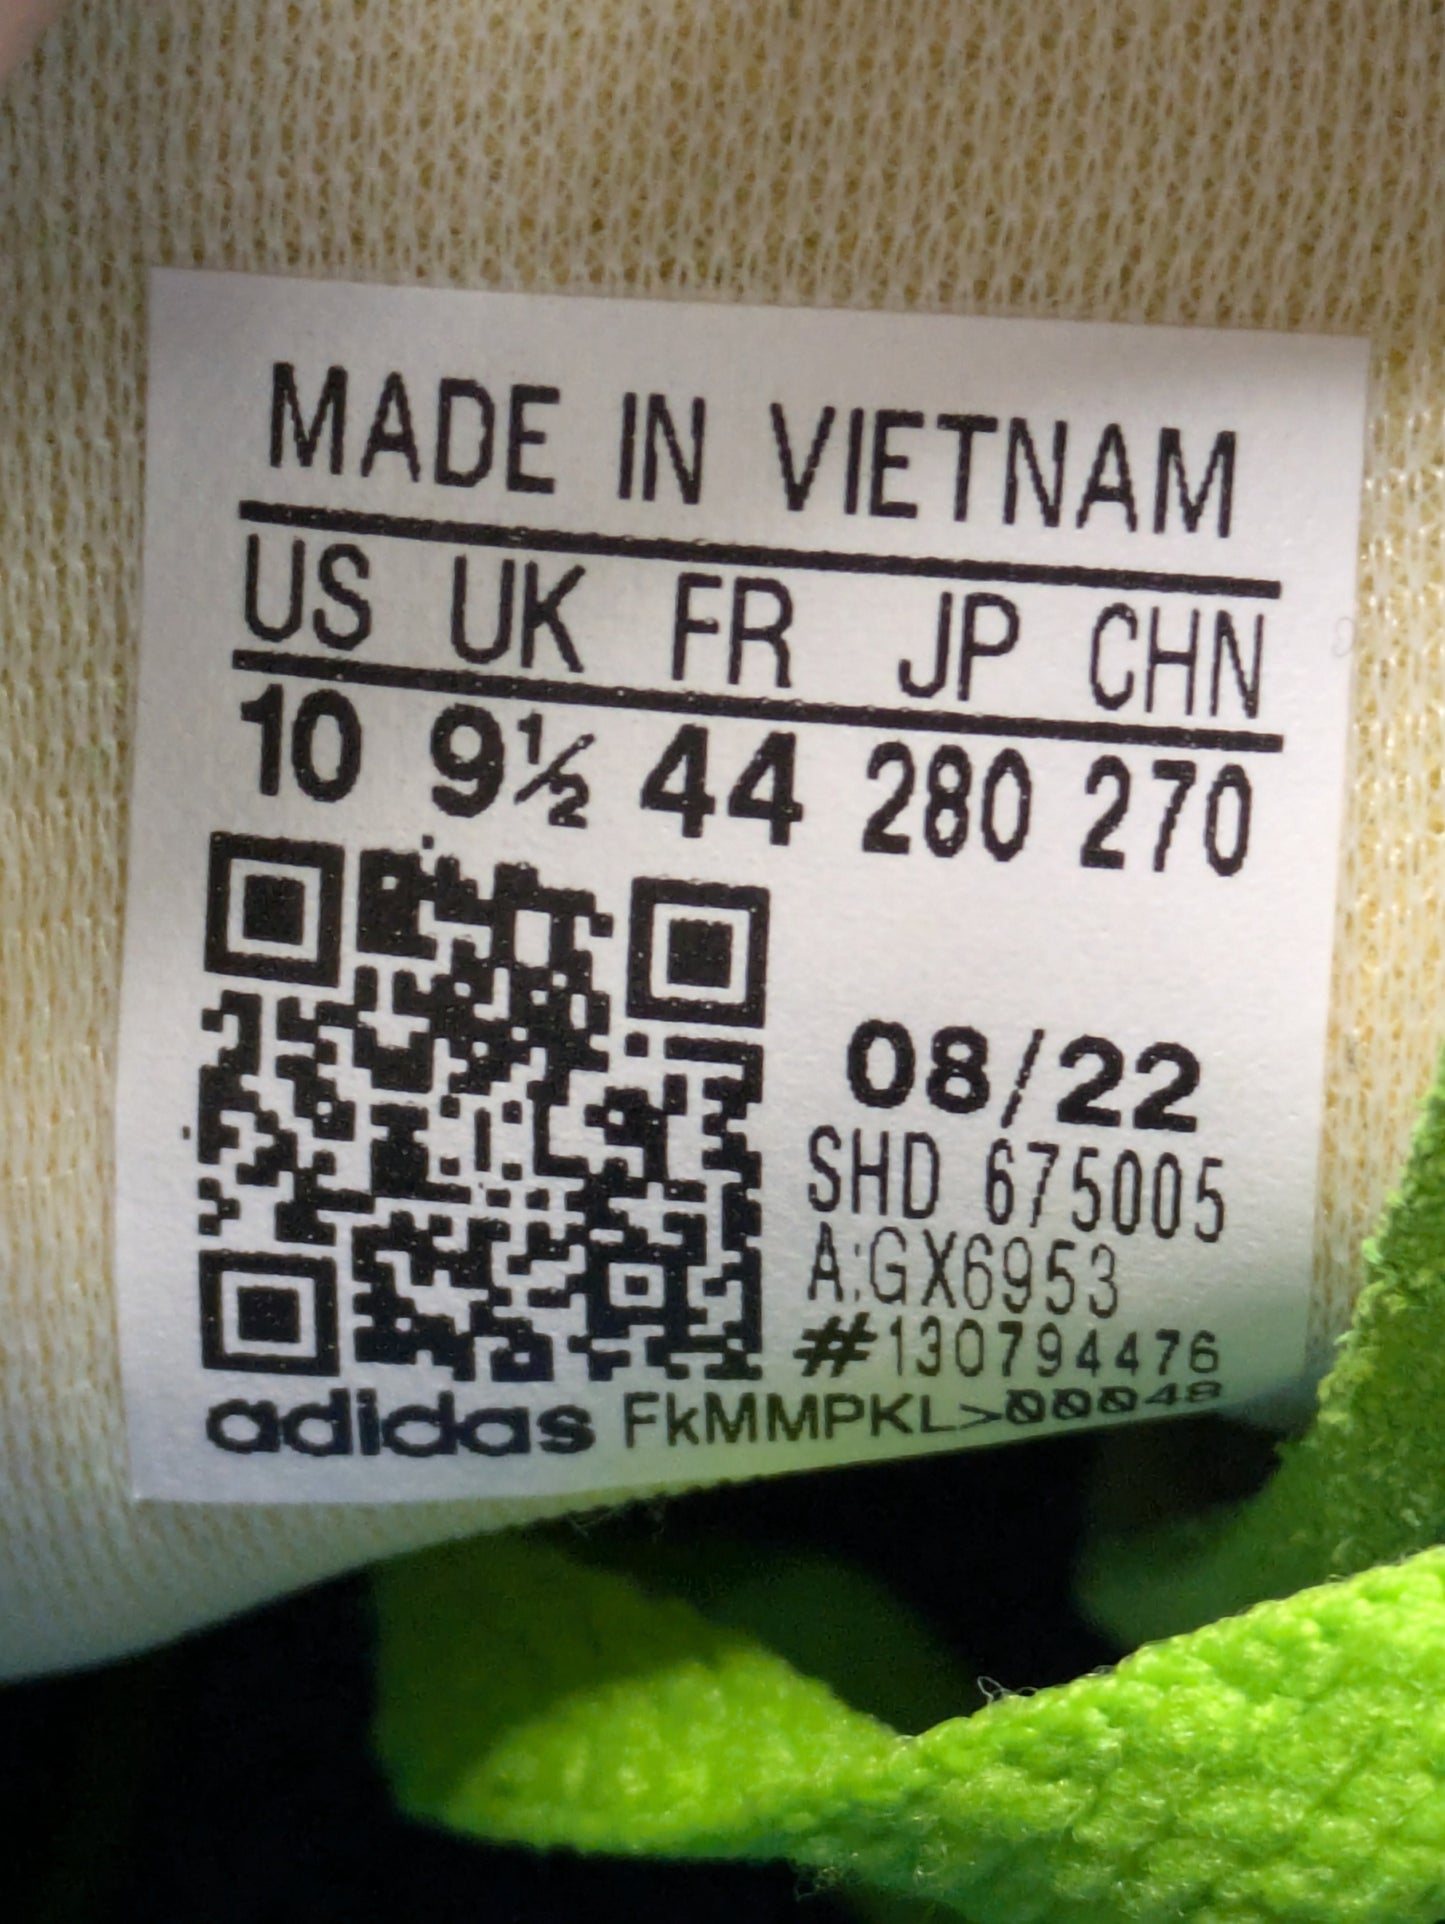 MADE IN VIETNAM
US UK FR JP CHN
10 9½ 44 280 270
08/22
SHD 675005
A:GX6953
#130794476
adidas FkMMPKL>00048